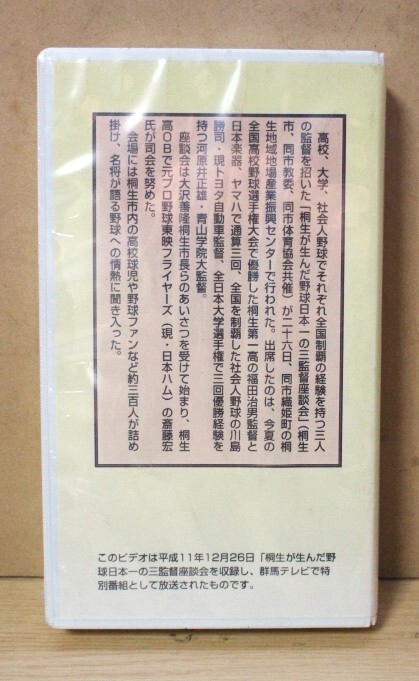 高校、大学、社会人野球でそれぞれ全国制覇の経験を持つ三人
の監督を招いた「桐生が生んだ野球日本一の三監督座談会」（桐生
市、同市教委、同市体育協会共催）が二十六日、同市織姫町の桐
生地域地場産業振興センターで行われた。出席したのは、今夏の
全国高校野球選手権大会で優勝した桐生第一高の福田治男監督と
日本楽器、ヤマハで通算三回、全国を制覇した社会人野球の川島
勝司・現トヨタ自動車監督、全日本大学選手権で三回優勝経験を
持つ河原井正雄・青山学院大監督。
座談会は大沢善隆桐生市長らのあいさつを受けて始まり、桐生
高ＯＢで元プロ野球東映フライヤーズ（現・日本ハム）の斎藤宏
氏が司会を努めた。
会場には桐生市内の高校球児や野球ファンなど約三百人が詰め
掛け、名将が語る野球への情熱に聞き入った。
このビデオは平成11年12月26日「桐生が生んだ野
球日本一の三監督座談会を収録し、群馬テレビで特
別番組として放送されたものです。